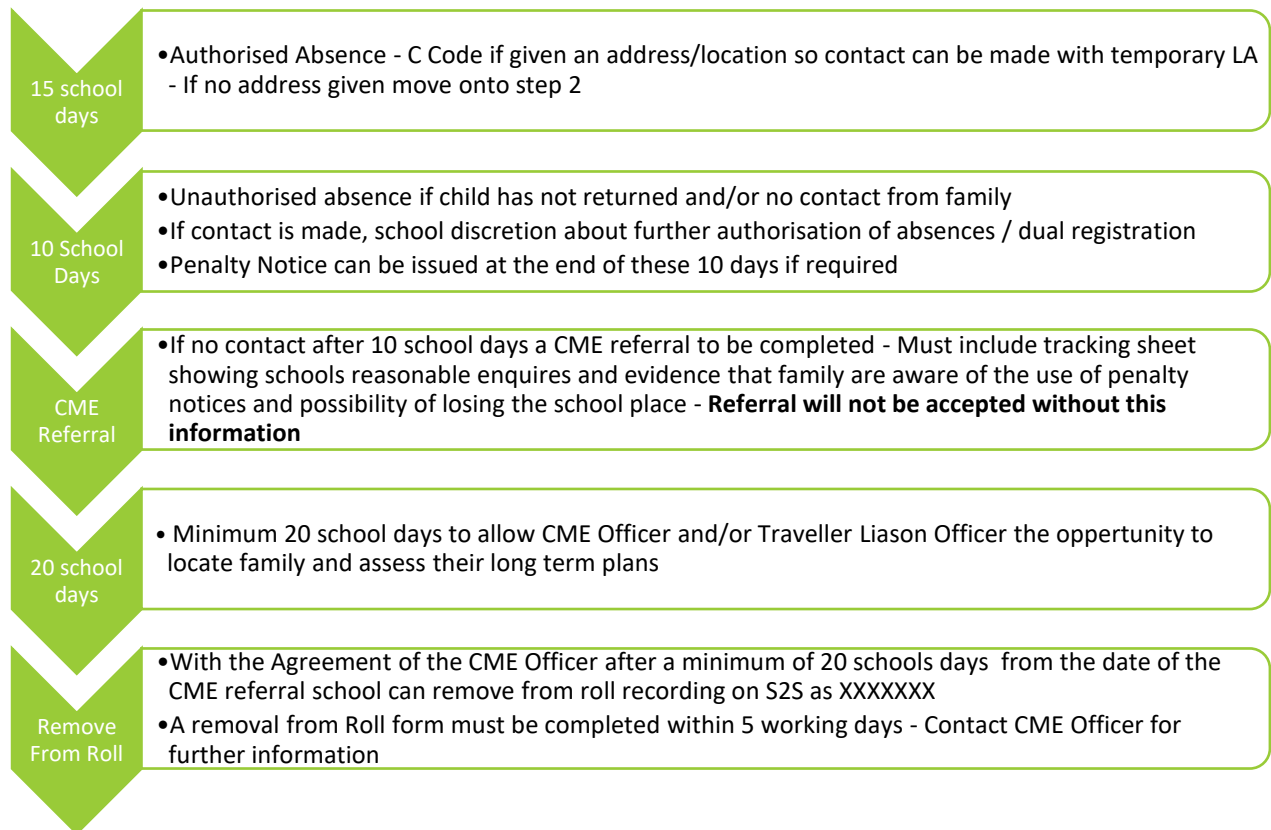 15 school
days
•Authorised Absence - C Code if given an address/location so contact can be made with temporary LA
- If no address given move onto step 2
10 School
Days
•Unauthorised absence if child has not returned and/or no contact from family
•If contact is made, school discretion about further authorisation of absences / dual registration
•Penalty Notice can be issued at the end of these 10 days if required
CME
Referral
•If no contact after 10 school days a CME referral to be completed - Must include tracking sheet
showing schools reasonable enquires and evidence that family are aware of the use of penalty
notices and possibility of losing the school place - Referral will not be accepted without this
information
20 school
days
• Minimum 20 school days to allow CME Officer and/or Traveller Liason Officer the oppertunity to
locate family and assess their long term plans
Remove
From Roll
•With the Agreement of the CME Officer after a minimum of 20 schools days from the date of the
CME referral school can remove from roll recording on S2S as XXXXXXX
•A removal from Roll form must be completed within 5 working days - Contact CME Officer for
further information